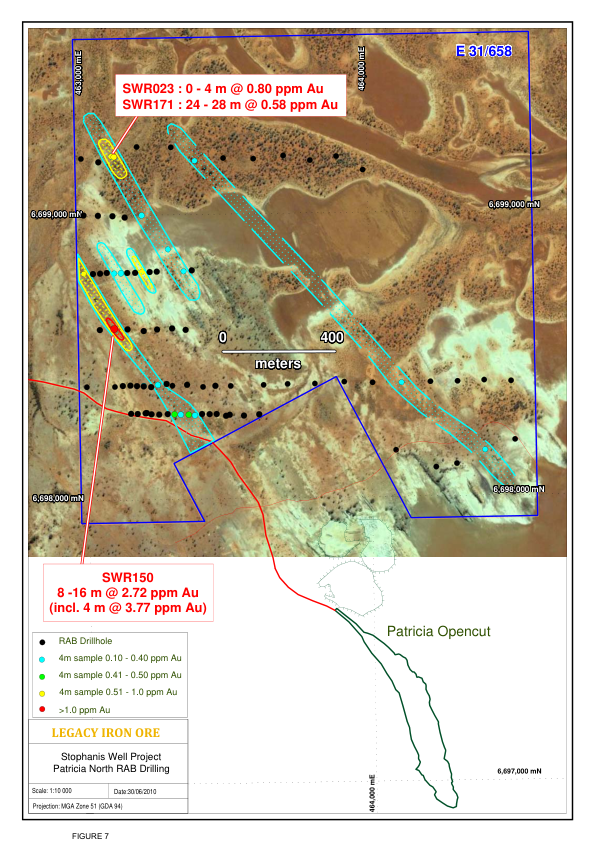 E 31/658
463,000 mE
464,000 mE
SWR023 : 0 - 4 m @ 0.80 ppm Au
SWR171 : 24 - 28 m @ 0.58 ppm Au
6,699,000 mN
6,699,000 mN
0 400
meters
6,698,000 mN
6,698,000 mN
SWR150
8 -16 m @ 2.72 ppm Au
(incl. 4 m @ 3.77 ppm Au)
Patricia Opencut
RAB Drillhole
4m sample 0.10 - 0.40 ppm Au
4m sample 0.41 - 0.50 ppm Au
4m sample 0.51 - 1.0 ppm Au
>1.0 ppm Au
LEGACY IRON ORE
Stophanis Well Project
Patricia North RAB Drilling
Scale: 1:10 000 Date:30/06/2010
Projection: MGA Zone 51 (GDA 94)
6,697,000 mN
464,000 mE
FIGURE 7